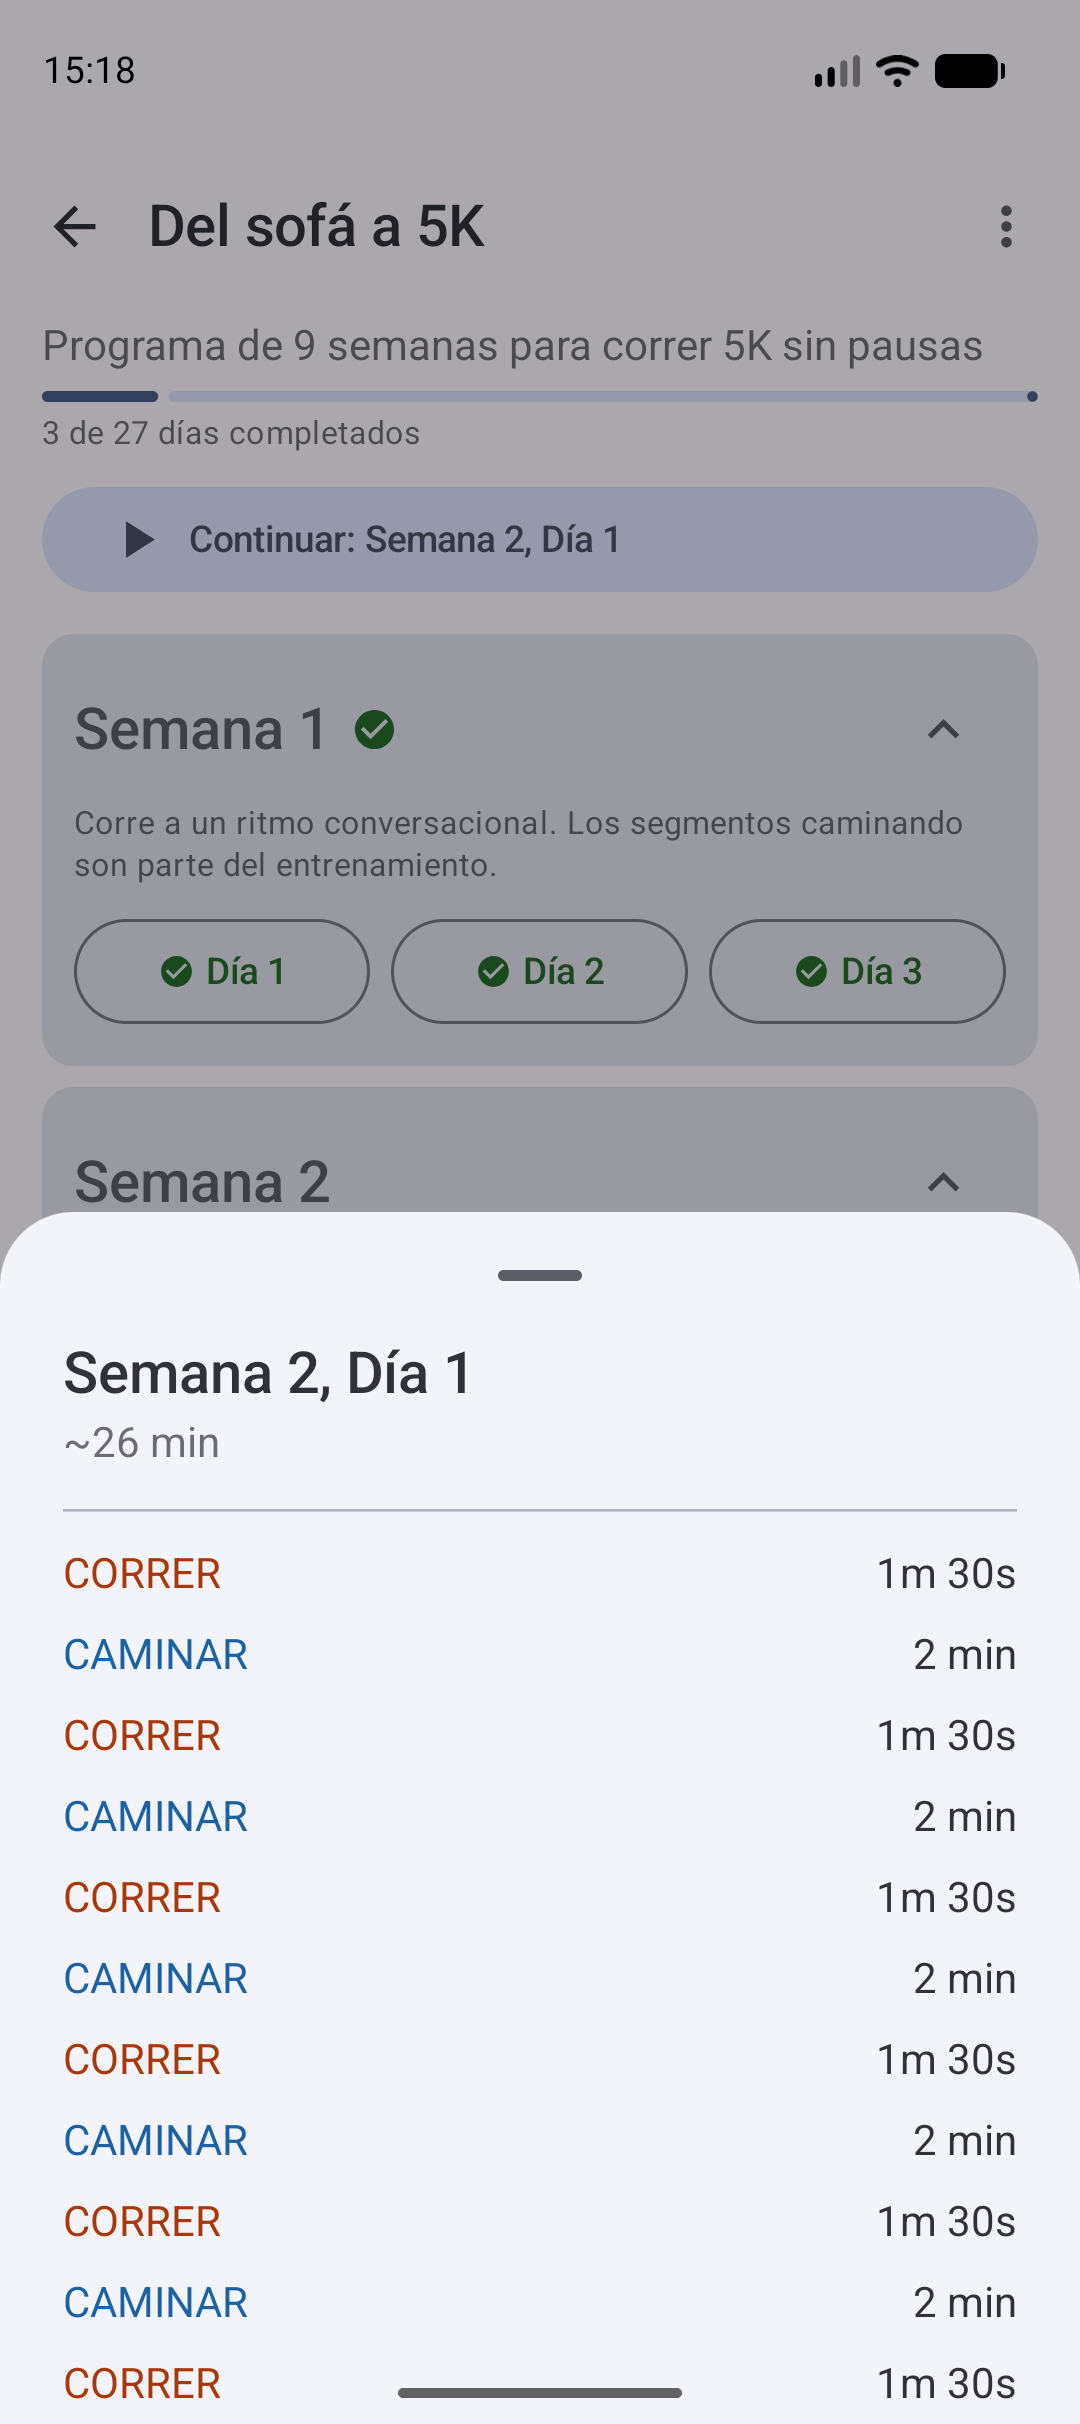 15:18
Del sofá a 5K
Programa de 9 semanas para correr 5K sin pausas
3 de 27 días completados
Continuar: Semana 2, Día 1
Semana 1
Corre a un ritmo conversacional. Los segmentos caminando
son parte del entrenamiento.
Día 1 Día 2 Día 3
Semana 2
Semana 2, Día 1
~26 min
CORRER 1m 30s
CAMINAR 2 min
CORRER 1m 30s
CAMINAR 2 min
CORRER 1m 30s
CAMINAR 2 min
CORRER 1m 30s
CAMINAR 2 min
CORRER 1m 30s
CAMINAR 2 min
CORRER 1m 30s